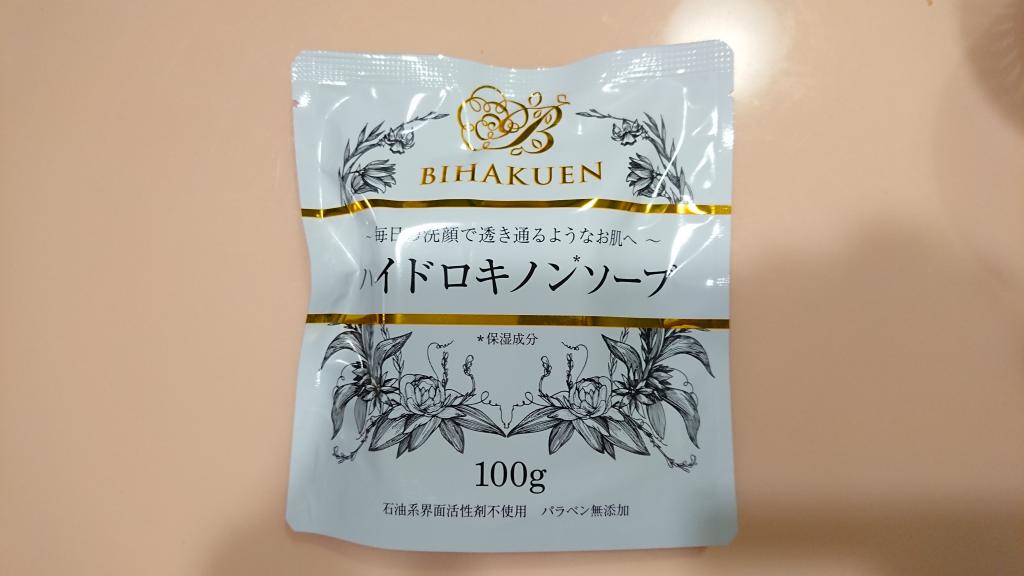 B
BIHAKUEN
~毎日の洗顔で透き通るようなお肌へ~
ハイドロキノン*ソープ
*保湿成分
100g
石油系界面活性剤不使用 パラベン無添加